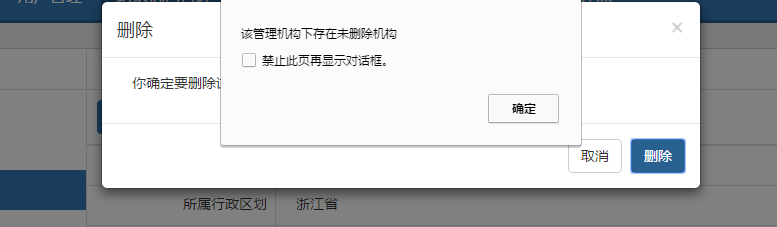 删除
×
该管理机构下存在未删除机构
禁止此页再显示对话框。
你确定要删除
确定
取消
删除
所属行政区划
浙江省